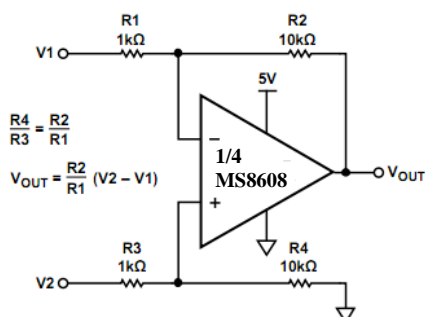 R1
1kΩ
R2
10kΩ
V1
5V
R4/R3 = R2/R1
VOUT = R2/R1 (V2 – V1)
−
1/4
MS8608
+
VOUT
R3
1kΩ
R4
10kΩ
V2